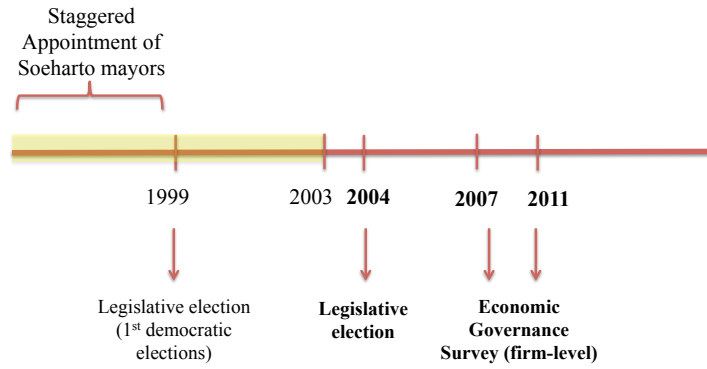 Staggered
Appointment of
Soeharto mayors
1999 2003 2004 2007 2011
Legislative election
(1st democratic
elections)
Legislative
election
Economic
Governance
Survey (firm-level)